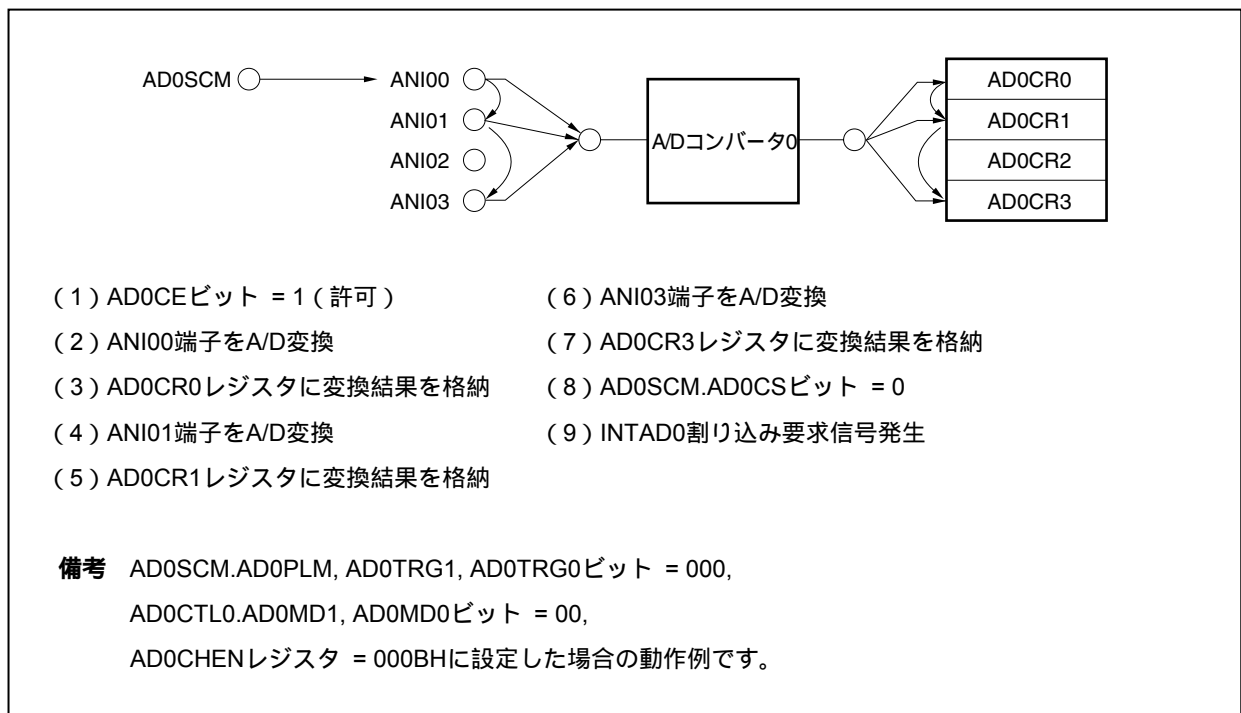 AD0SCM
ANI00
ANI01
ANI02
ANI03
A/Dコンバータ0
AD0CR0
AD0CR1
AD0CR2
AD0CR3
(1)AD0CEビット = 1(許可)
(2)ANI00端子をA/D変換
(3)AD0CR0レジスタに変換結果を格納
(4)ANI01端子をA/D変換
(5)AD0CR1レジスタに変換結果を格納
(6)ANI03端子をA/D変換
(7)AD0CR3レジスタに変換結果を格納
(8)AD0SCM.AD0CSビット = 0
(9)INTAD0割り込み要求信号発生
備考 AD0SCM.AD0PLM, AD0TRG1, AD0TRG0ビット = 000,
AD0CTL0.AD0MD1, AD0MD0ビット = 00,
AD0CHENレジスタ = 000BHに設定した場合の動作例です。